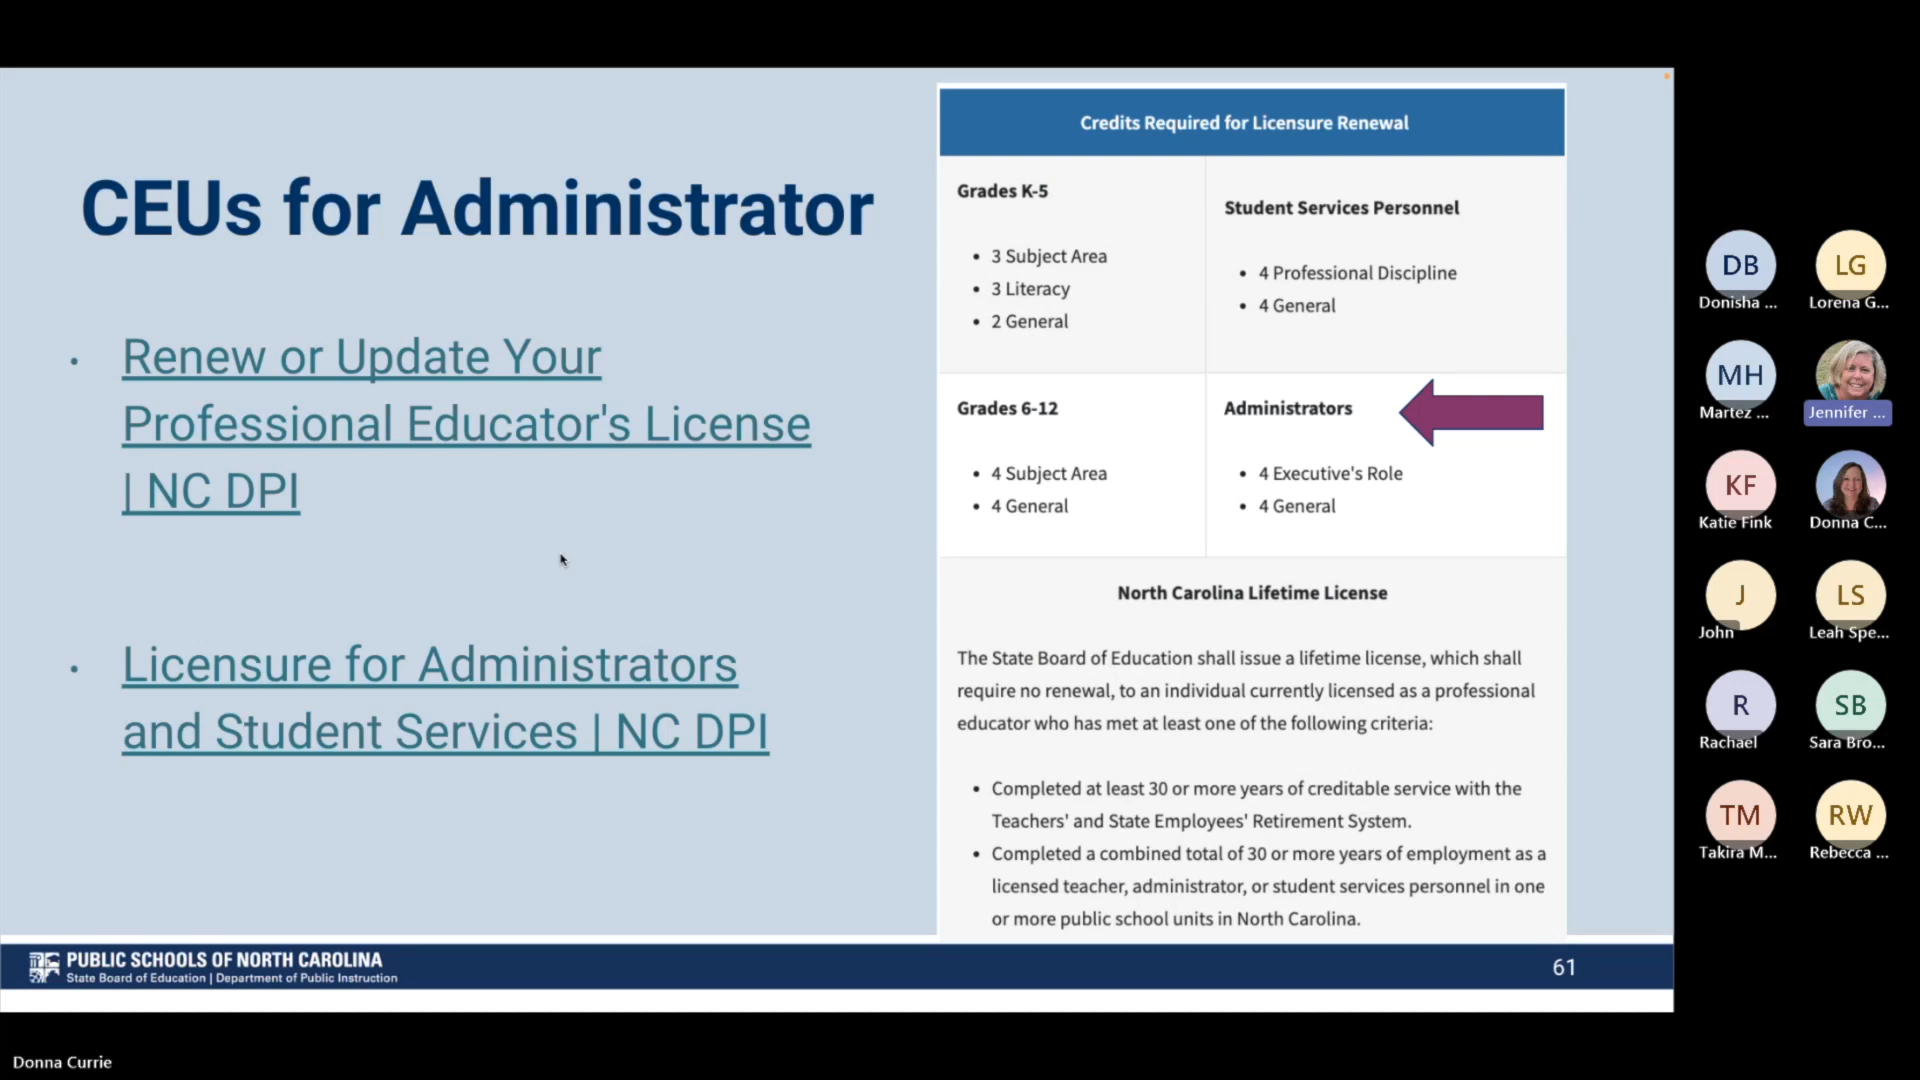 CEUs for Administrator
• Renew or Update Your
Professional Educator's License
| NC DPI
• Licensure for Administrators
and Student Services | NC DPI
Credits Required for Licensure Renewal
Grades K-5
• 3 Subject Area
• 3 Literacy
• 2 General
Student Services Personnel
• 4 Professional Discipline
• 4 General
Grades 6-12
• 4 Subject Area
• 4 General
Administrators
• 4 Executive's Role
• 4 General
North Carolina Lifetime License
The State Board of Education shall issue a lifetime license, which shall
require no renewal, to an individual currently licensed as a professional
educator who has met at least one of the following criteria:
• Completed at least 30 or more years of creditable service with the
Teachers' and State Employees' Retirement System.
• Completed a combined total of 30 or more years of employment as a
licensed teacher, administrator, or student services personnel in one
or more public school units in North Carolina.
PUBLIC SCHOOLS OF NORTH CAROLINA
State Board of Education | Department of Public Instruction
61
DB
Donisha ...
LG
Lorena G...
MH
Martez ...
Jennifer ...
KF
Katie Fink
Donna C...
J
John
LS
Leah Spe...
R
Rachael
SB
Sara Bro...
TM
Takira M...
RW
Rebecca ...
Donna Currie